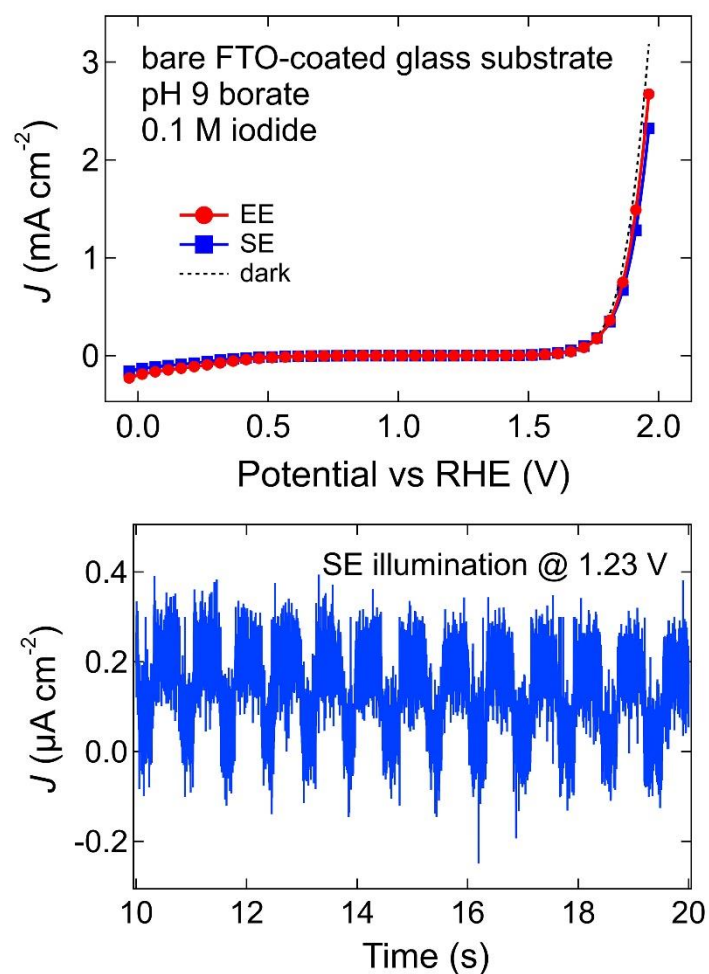 bare FTO-coated glass substrate
pH 9 borate
0.1 M iodide
EE
SE
dark
3
2
1
0
J (mA cm-2)
0.0 0.5 1.0 1.5 2.0
Potential vs RHE (V)
SE illumination @ 1.23 V
0.4
0.2
0.0
-0.2
J (µA cm-2)
10 12 14 16 18 20
Time (s)